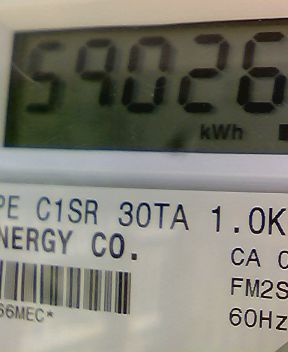 59026
kWh
PE C1SR 30TA 1.0K
NERGY CO.
CA
FM2S
66MEC*
60Hz